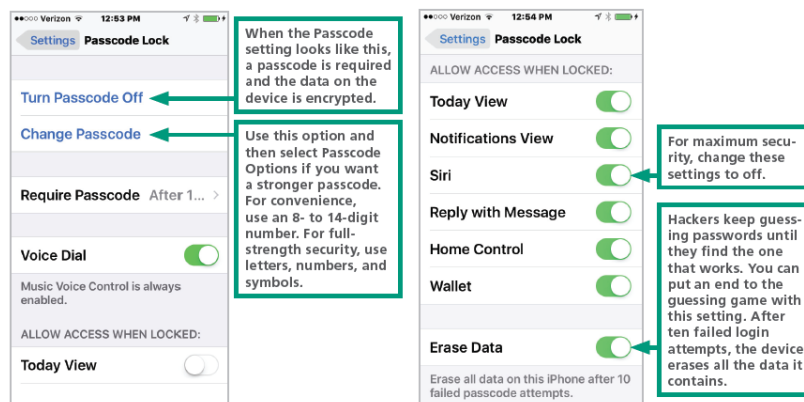 Verizon 12:53 PM
Settings Passcode Lock
Turn Passcode Off
Change Passcode
Require Passcode After 1... >
Voice Dial
Music Voice Control is always
enabled.
ALLOW ACCESS WHEN LOCKED:
Today View
When the Passcode
setting looks like this,
a passcode is required
and the data on the
device is encrypted.
Use this option and
then select Passcode
Options if you want
a stronger passcode.
For convenience,
use an 8- to 14-digit
number. For full-
strength security, use
letters, numbers, and
symbols.
Verizon 12:54 PM
Settings Passcode Lock
ALLOW ACCESS WHEN LOCKED:
Today View
Notifications View
Siri
Reply with Message
Home Control
Wallet
Erase Data
Erase all data on this iPhone after 10
failed passcode attempts.
For maximum secu-
rity, change these
settings to off.
Hackers keep guess-
ing passwords until
they find the one
that works. You can
put an end to the
guessing game with
this setting. After
ten failed login
attempts, the device
erases all the data it
contains.